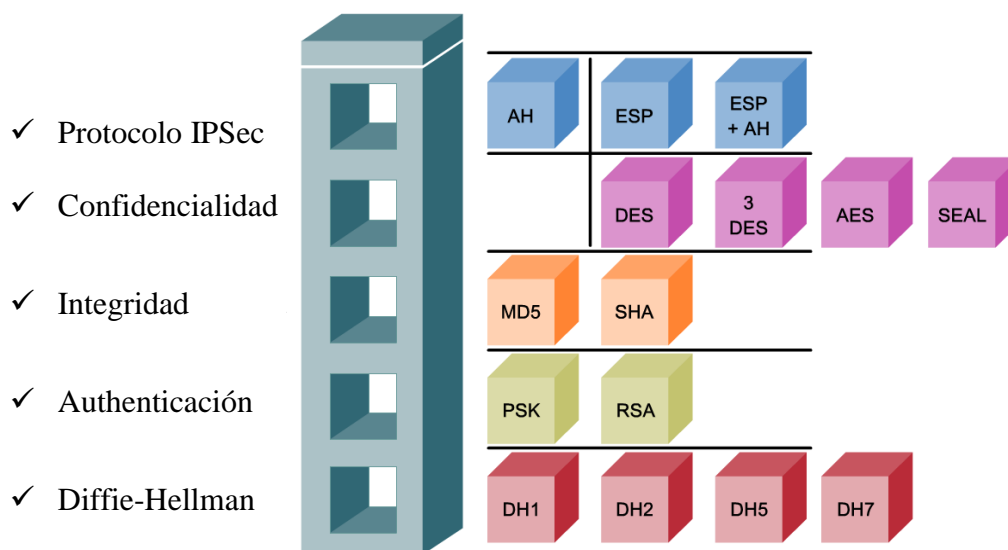 ✓ Protocolo IPSec
AH
ESP
ESP
+ AH
✓ Confidencialidad
DES
3
DES
AES
SEAL
✓ Integridad
MD5
SHA
✓ Authenticación
PSK
RSA
✓ Diffie-Hellman
DH1
DH2
DH5
DH7